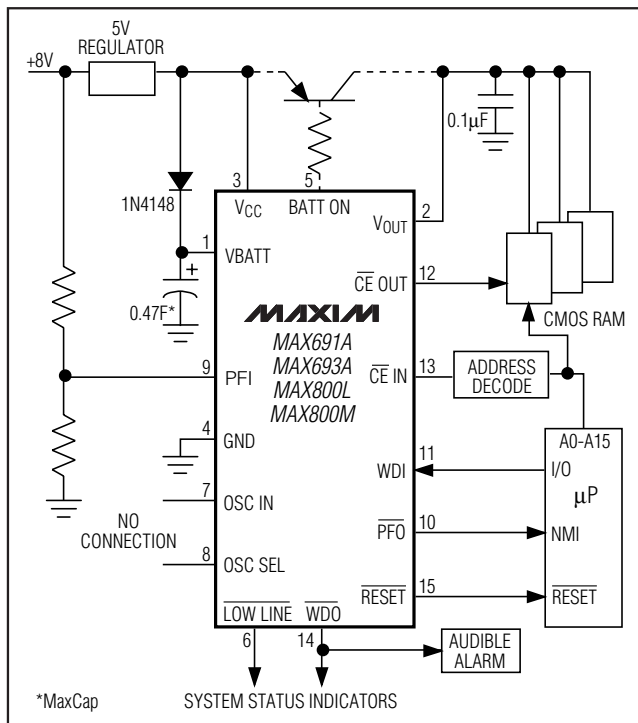 5V
REGULATOR
+8V
0.1μF
3
5
1N4148
VCC
BATT ON
VOUT
2
1
VBATT
CE OUT
12
0.47F*
MAXIM
CMOS RAM
MAX691A
MAX693A
MAX800L
MAX800M
9
PFI
CE IN
13
ADDRESS
DECODE
4
GND
A0-A15
11
WDI
I/O
μP
7
OSC IN
NO
CONNECTION
PFO
10
NMI
8
OSC SEL
RESET
15
RESET
LOW LINE
WDO
6
14
AUDIBLE
ALARM
*MaxCap
SYSTEM STATUS INDICATORS